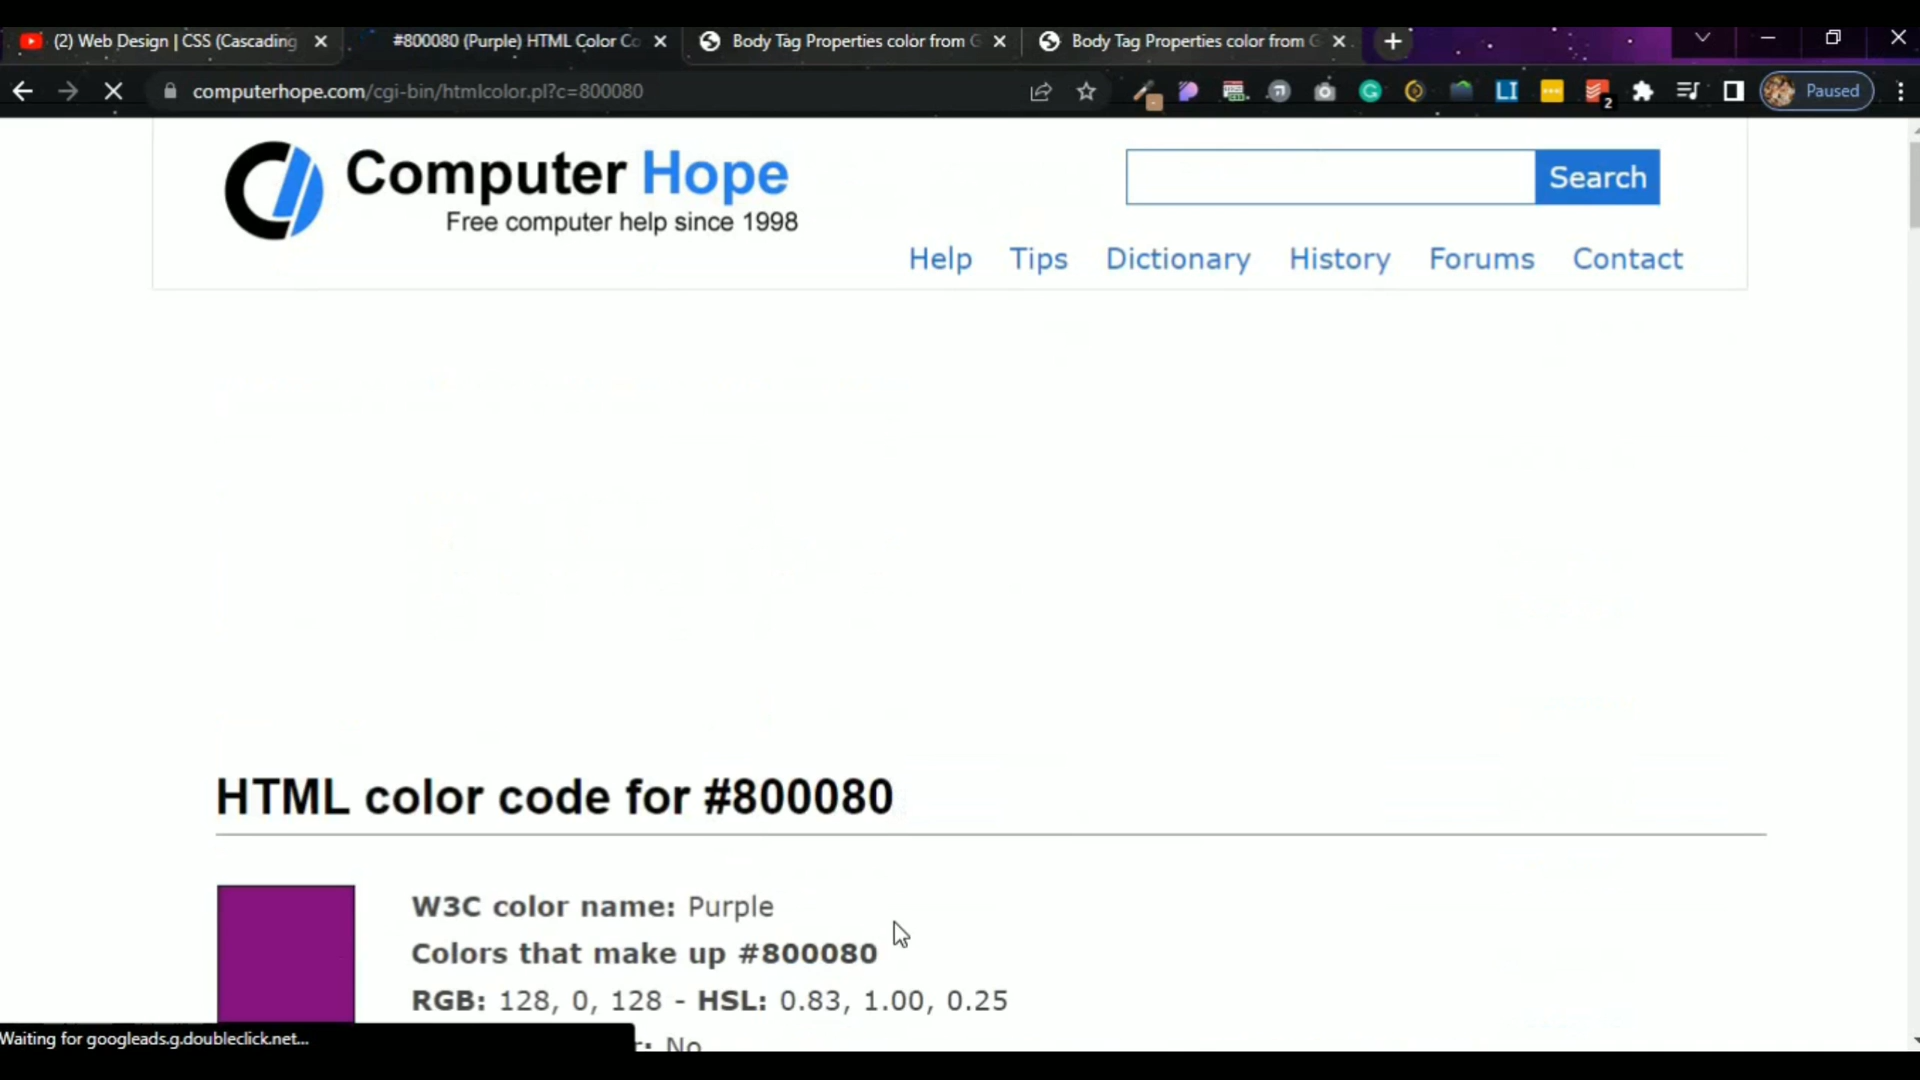 (2) Web Design | CSS (Cascading
#800080 (Purple) HTML Color Co
Body Tag Properties color from G
Body Tag Properties color from G
computerhope.com/cgi-bin/htmlcolor.pl?c=800080
LI
2
Paused
Computer Hope
Free computer help since 1998
Search
Help Tips Dictionary History Forums Contact
HTML color code for #800080
W3C color name: Purple
Colors that make up #800080
RGB: 128, 0, 128 - HSL: 0.83, 1.00, 0.25
r: No
Waiting for googleads.g.doubleclick.net...